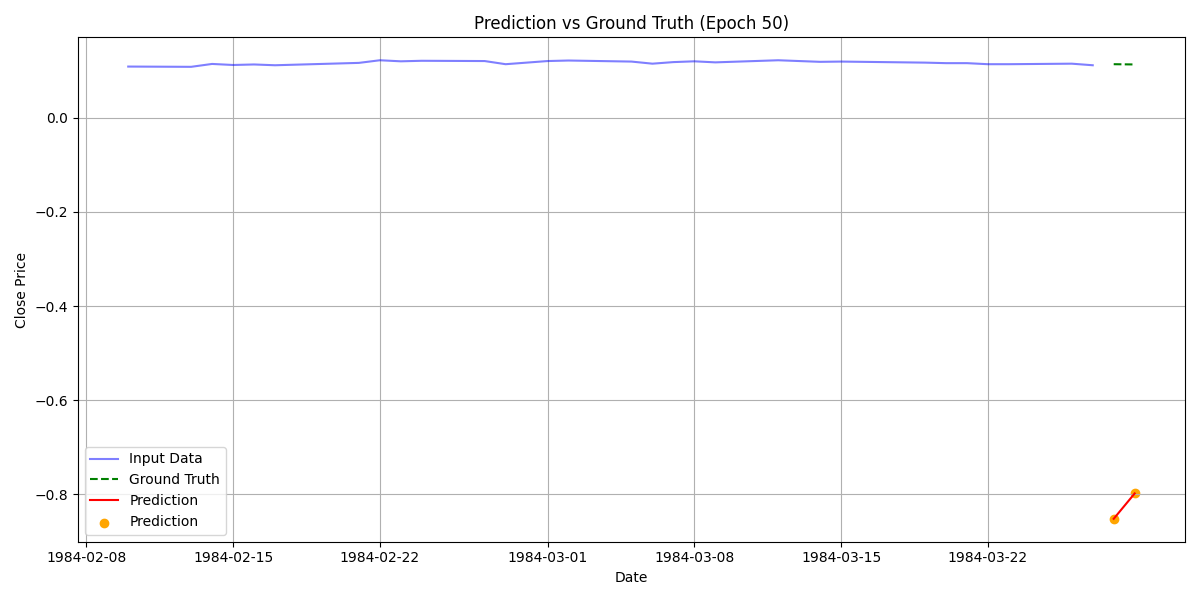 Prediction vs Ground Truth (Epoch 50)
Close Price
0.0
−0.2
−0.4
−0.6
−0.8
Input Data
Ground Truth
Prediction
Prediction
1984-02-08 1984-02-15 1984-02-22 1984-03-01 1984-03-08 1984-03-15 1984-03-22
Date